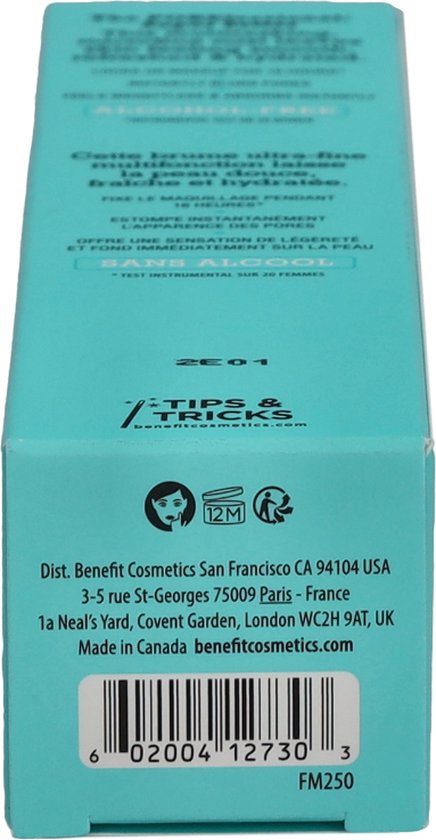 ALCOHOL FREE
Cette brume ultra-fine
multifonction laisse
la peau douce,
fraîche et hydratée.
FIXE LE MAQUILLAGE PENDANT
16 HEURES*
ESTOMPE INSTANTANÉMENT
L'APPARENCE DES PORES
OFFRE UNE SENSATION DE LÉGÈRETÉ
ET FOND IMMÉDIATEMENT SUR LA PEAU
SANS ALCOOL
* TEST INSTRUMENTAL SUR 20 FEMMES
2E01
TIPS &
TRICKS
benefitcosmetics.com
12M
Dist. Benefit Cosmetics San Francisco CA 94104 USA
3-5 rue St-Georges 75009 Paris - France
1a Neal's Yard, Covent Garden, London WC2H 9AT, UK
Made in Canada benefitcosmetics.com
6 02004 12730 3
FM250